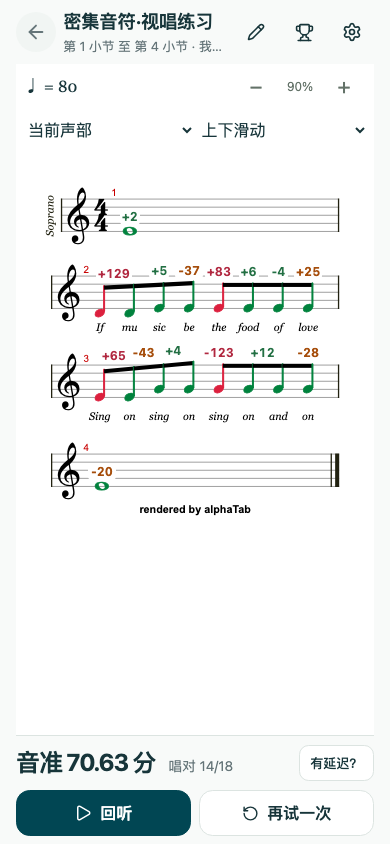 密集音符·视唱练习
第 1 小节 至 第 4 小节 · 我...
= 80
90%
当前声部
上下滑动
Soprano
1
4
4
+2
2
+129 +5 -37 +83 +6 -4 +25
If mu sic be the food of love
3
+65 -43 +4 -123 +12 -28
Sing on sing on sing on and on
4
-20
rendered by alphaTab
音准 70.63 分
唱对 14/18
有延迟?
回听
再试一次